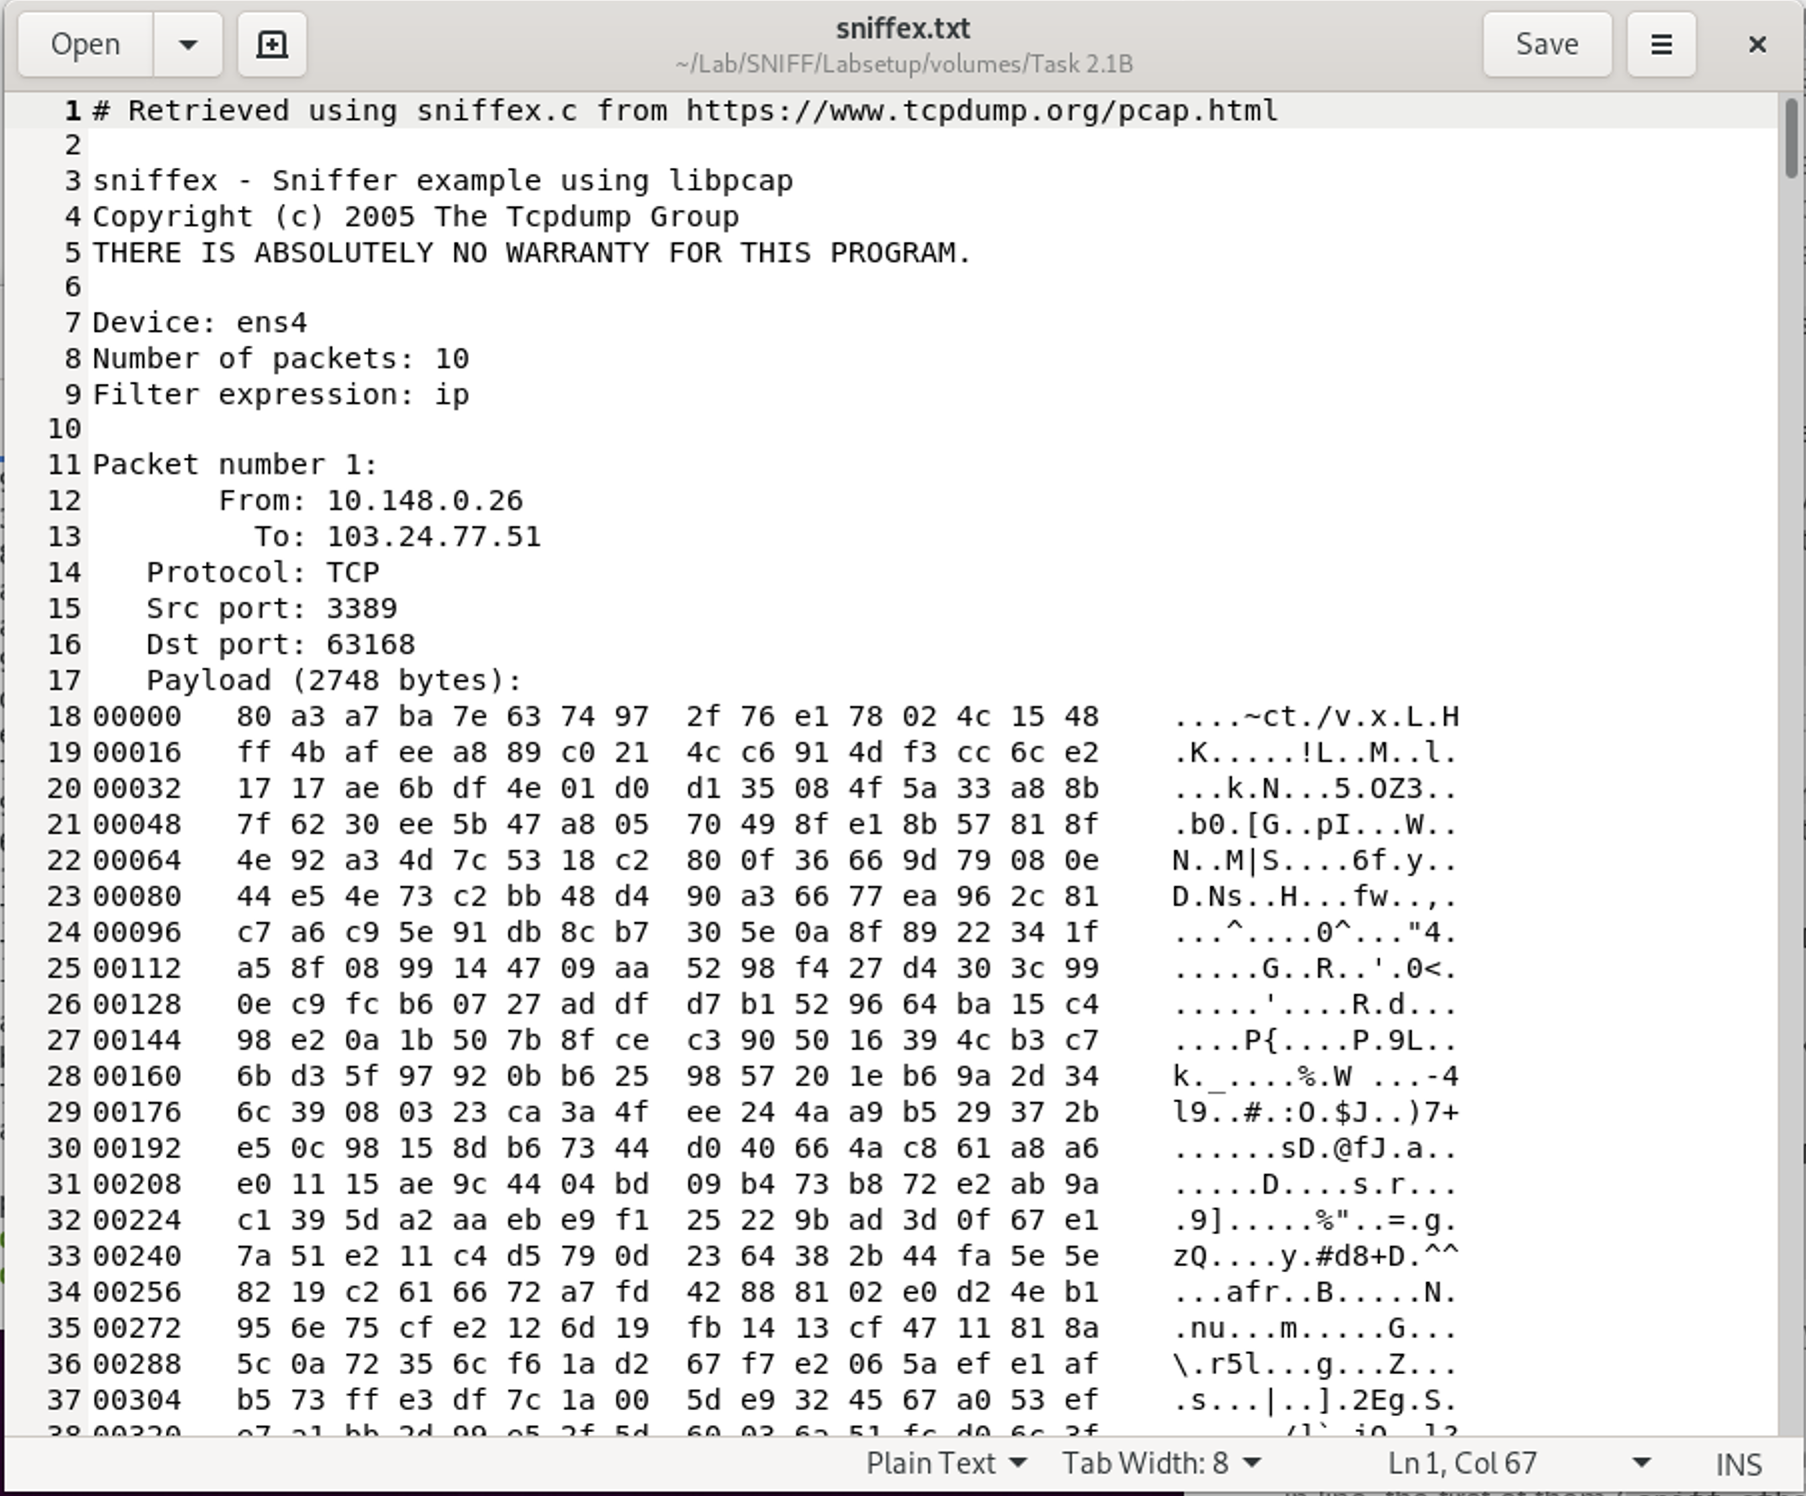 Open
sniffex.txt
~/Lab/SNIFF/Labsetup/volumes/Task 2.1B
Save
1 # Retrieved using sniffex.c from https://www.tcpdump.org/pcap.html
2
3 sniffex - Sniffer example using libpcap
4 Copyright (c) 2005 The Tcpdump Group
5 THERE IS ABSOLUTELY NO WARRANTY FOR THIS PROGRAM.
6
7 Device: ens4
8 Number of packets: 10
9 Filter expression: ip
10
11 Packet number 1:
12        From: 10.148.0.26
13          To: 103.24.77.51
14    Protocol: TCP
15    Src port: 3389
16    Dst port: 63168
17    Payload (2748 bytes):
18 00000   80 a3 a7 ba 7e 63 74 97  2f 76 e1 78 02 4c 15 48    ....~ct./v.x.L.H
19 00016   ff 4b af ee a8 89 c0 21  4c c6 91 4d f3 cc 6c e2    .K.....!L..M..l.
20 00032   17 17 ae 6b df 4e 01 d0  d1 35 08 4f 5a 33 a8 8b    ...k.N...5.OZ3..
21 00048   7f 62 30 ee 5b 47 a8 05  70 49 8f e1 8b 57 81 8f    .b0.[G..pI...W..
22 00064   4e 92 a3 4d 7c 53 18 c2  80 0f 36 66 9d 79 08 0e    N..M|S....6f.y..
23 00080   44 e5 4e 73 c2 bb 48 d4  90 a3 66 77 ea 96 2c 81    D.Ns..H...fw..,.
24 00096   c7 a6 c9 5e 91 db 8c b7  30 5e 0a 8f 89 22 34 1f    ...^....0^..."4.
25 00112   a5 8f 08 99 14 47 09 aa  52 98 f4 27 d4 30 3c 99    .....G..R..'.0<.
26 00128   0e c9 fc b6 07 27 ad df  d7 b1 52 96 64 ba 15 c4    .....'....R.d...
27 00144   98 e2 0a 1b 50 7b 8f ce  c3 90 50 16 39 4c b3 c7    ....P{....P.9L..
28 00160   6b d3 5f 97 92 0b b6 25  98 57 20 1e b6 9a 2d 34    k._....%.W ...-4
29 00176   6c 39 08 03 23 ca 3a 4f  ee 24 4a a9 b5 29 37 2b    l9..#.:O.$J..)7+
30 00192   e5 0c 98 15 8d b6 73 44  d0 40 66 4a c8 61 a8 a6    ......sD.@fJ.a..
31 00208   e0 11 15 ae 9c 44 04 bd  09 b4 73 b8 72 e2 ab 9a    .....D....s.r...
32 00224   c1 39 5d a2 aa eb e9 f1  25 22 9b ad 3d 0f 67 e1    .9].....%"..=.g.
33 00240   7a 51 e2 11 c4 d5 79 0d  23 64 38 2b 44 fa 5e 5e    zQ....y.#d8+D.^^
34 00256   82 19 c2 61 66 72 a7 fd  42 88 81 02 e0 d2 4e b1    ...afr..B.....N.
35 00272   95 6e 75 cf e2 12 6d 19  fb 14 13 cf 47 11 81 8a    .nu...m.....G...
36 00288   5c 0a 72 35 6c f6 1a d2  67 f7 e2 06 5a ef e1 af    \.r5l...g...Z...
37 00304   b5 73 ff e3 df 7c 1a 00  5d e9 32 45 67 a0 53 ef    .s...|..].2Eg.S.
Plain Text Tab Width: 8 Ln 1, Col 67 INS